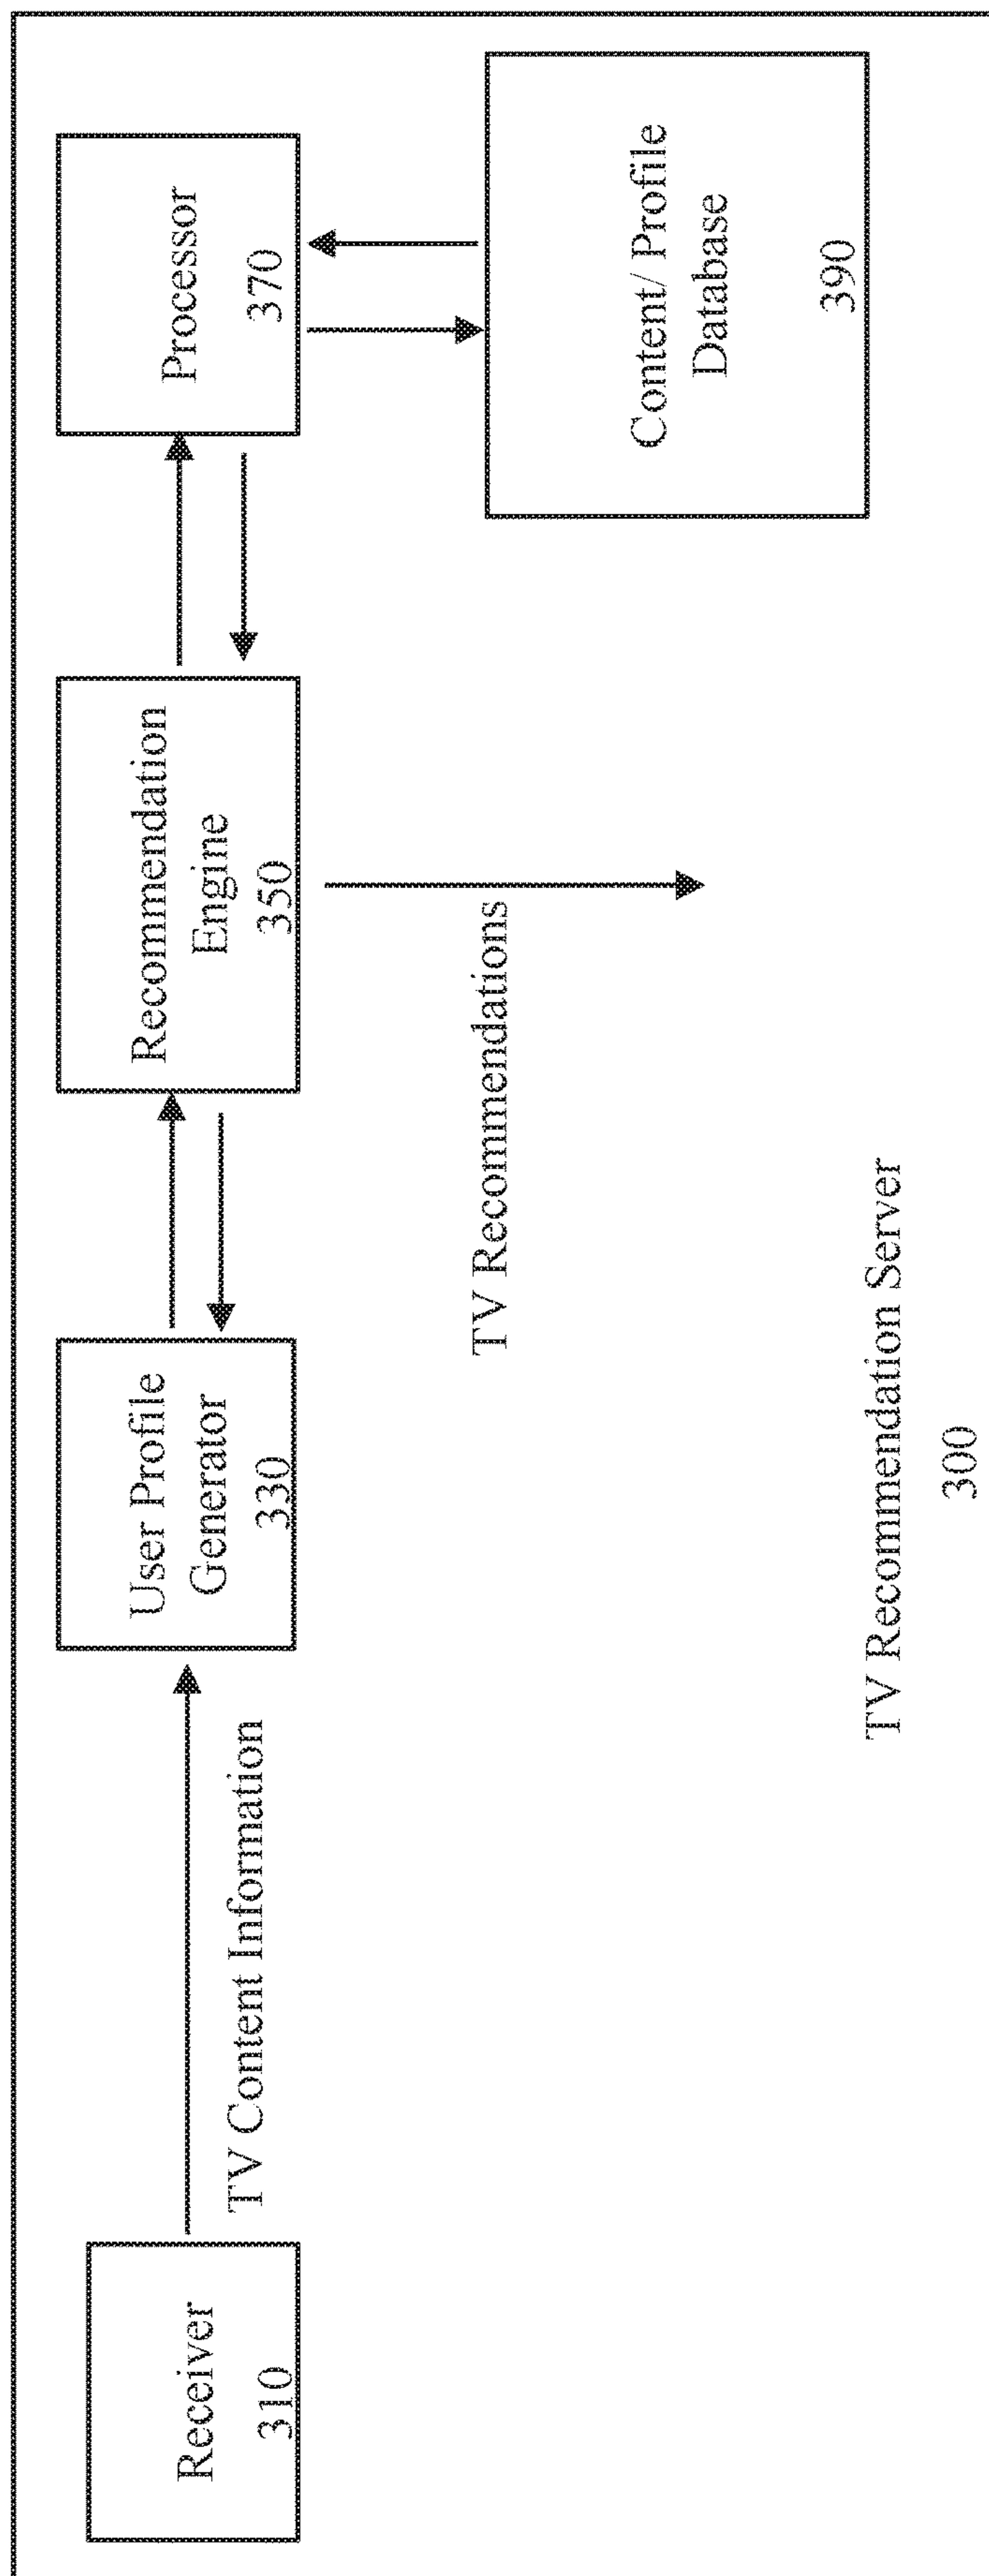 Receiver
310
TV Content Information
User Profile
Generator
330
Recommendation
Engine
350
Processor
370
TV Recommendations
Content/ Profile
Database
390
TV Recommendation Server
300